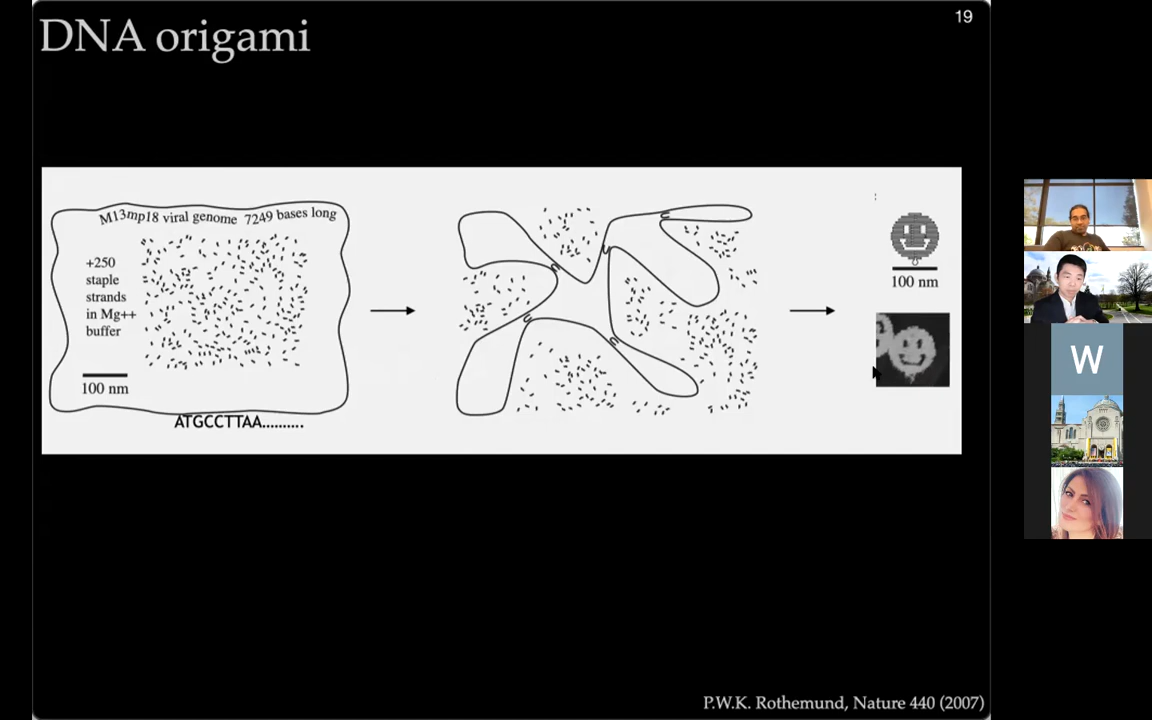 DNA origami
19
M13mp18 viral genome 7249 bases long
+250
staple
strands
in Mg++
buffer
100 nm
ATGCCTTAA..........
100 nm
W
P.W.K. Rothemund, Nature 440 (2007)